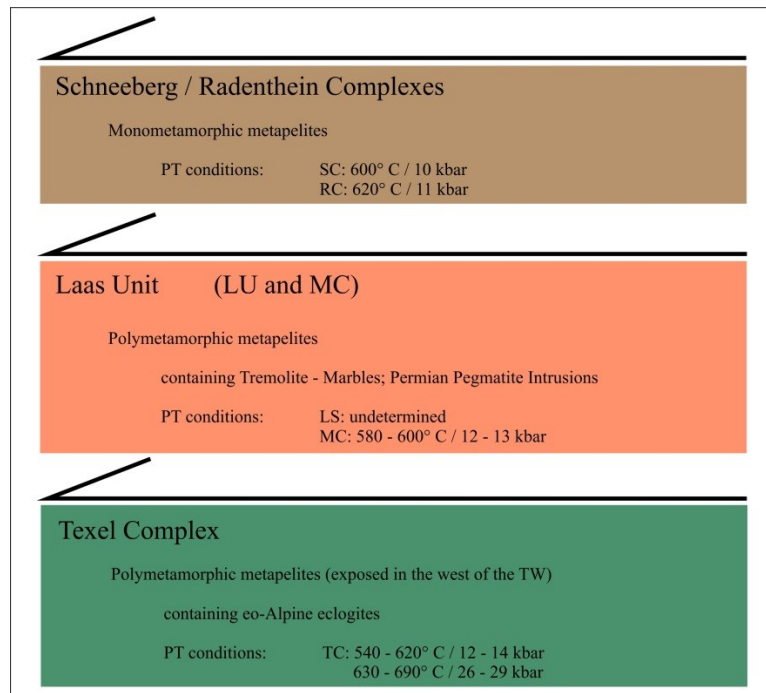 Schneeberg / Radenthein Complexes
Monometamorphic metapelites
PT conditions: SC: 600° C / 10 kbar
RC: 620° C / 11 kbar
Laas Unit (LU and MC)
Polymetamorphic metapelites
containing Tremolite - Marbles; Permian Pegmatite Intrusions
PT conditions: LS: undetermined
MC: 580 - 600° C / 12 - 13 kbar
Texel Complex
Polymetamorphic metapelites (exposed in the west of the TW)
containing eo-Alpine eclogites
PT conditions: TC: 540 - 620° C / 12 - 14 kbar
630 - 690° C / 26 - 29 kbar